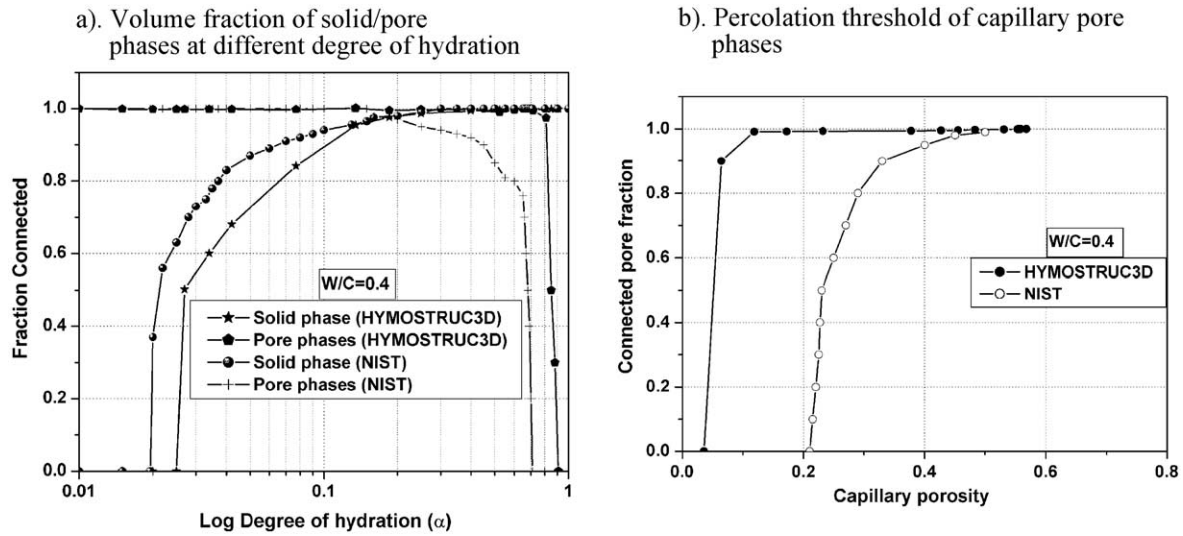 a). Volume fraction of solid/pore
phases at different degree of hydration
Fraction Connected
1.0
0.8
0.6
0.4
0.2
0.0
W/C=0.4
Solid phase (HYMOSTRUC3D)
Pore phases (HYMOSTRUC3D)
Solid phase (NIST)
Pore phases (NIST)
0.01
0.1
1
Log Degree of hydration (α)
b). Percolation threshold of capillary pore
phases
Connected pore fraction
1.0
0.8
0.6
0.4
0.2
0.0
W/C=0.4
HYMOSTRUC3D
NIST
0.0
0.2
0.4
0.6
0.8
Capillary porosity